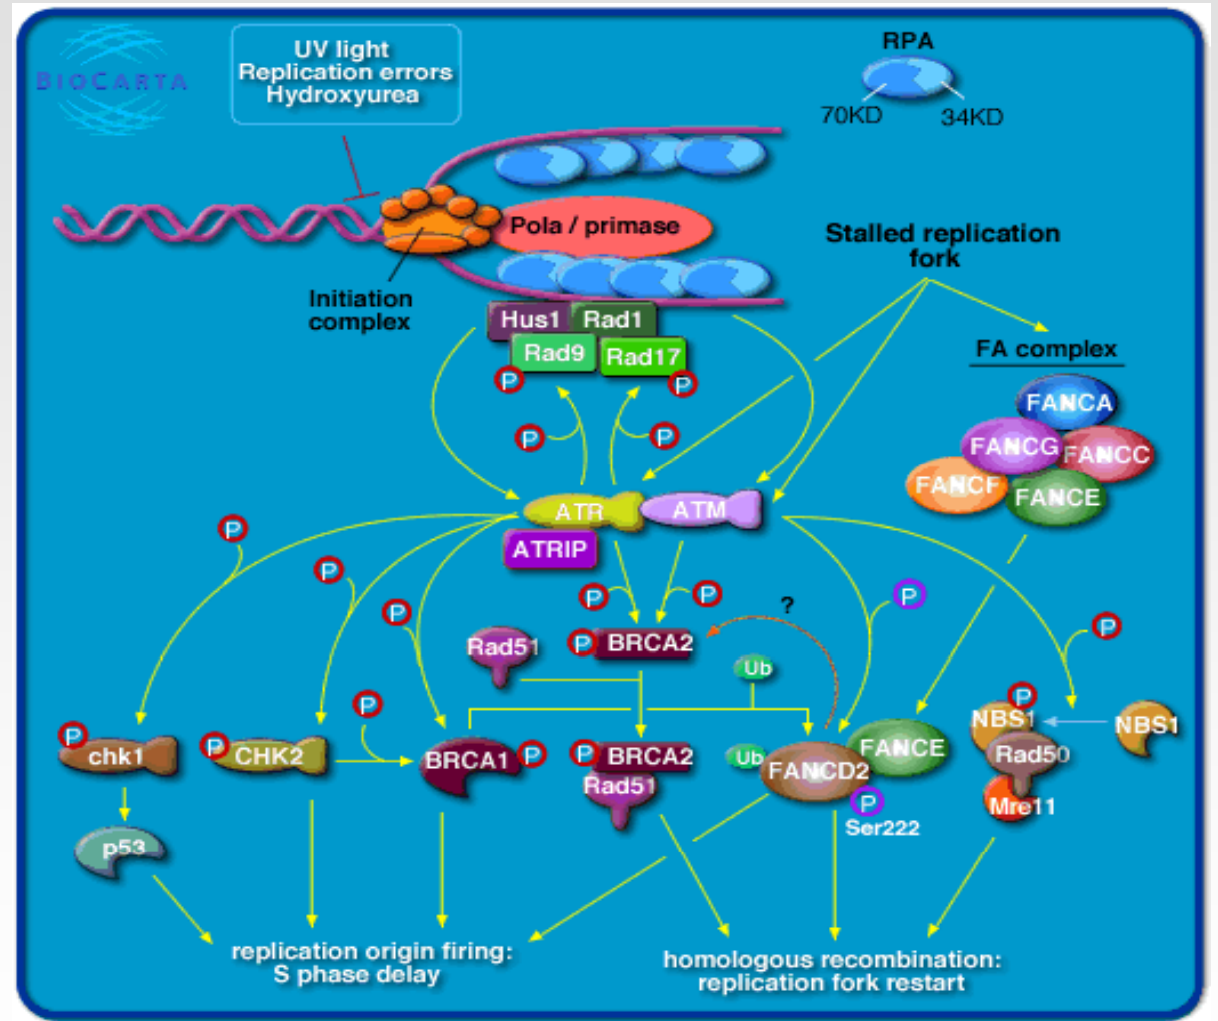 BIOCARTA
UV light
Replication errors
Hydroxyurea
RPA
70KD
34KD
Pola / primase
Stalled replication
fork
Initiation
complex
Hus1
Rad1
Rad9
Rad17
P
P
P
P
FA complex
FANCA
FANCG
FANCC
FANCF
FANCE
ATR
ATM
ATRIP
P
P
P
P
P
P
?
P
Rad51
P
BRCA2
Ub
P
P
chk1
P
CHK2
P
BRCA1
P
P
BRCA2
Rad51
Ub
FANCD2
FANCE
P
Ser222
P
NBS1
Rad50
Mre11
NBS1
p53
replication origin firing:
S phase delay
homologous recombination:
replication fork restart